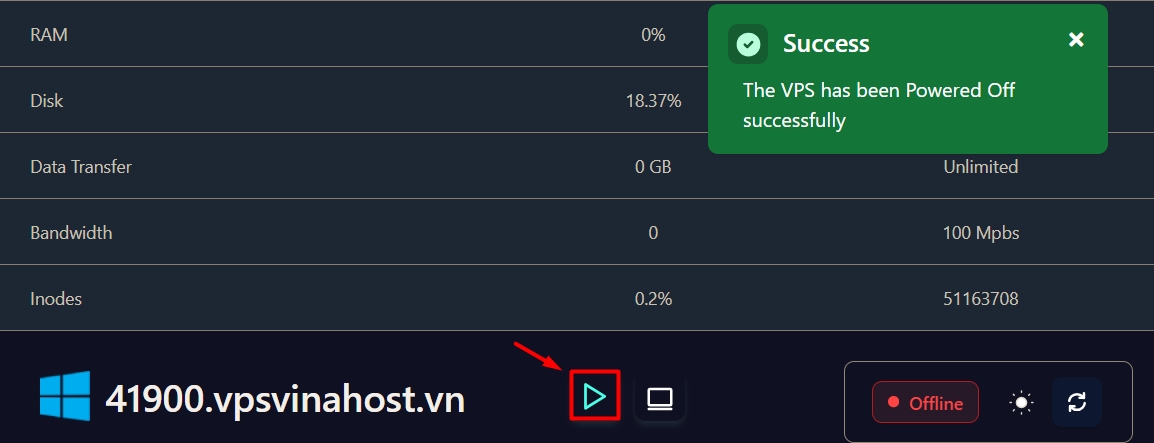 RAM 0%
Success
The VPS has been Powered Off
successfully
Disk 18.37%
Data Transfer 0 GB Unlimited
Bandwidth 0 100 Mpbs
Inodes 0.2% 51163708
41900.vpsvinahost.vn
Offline